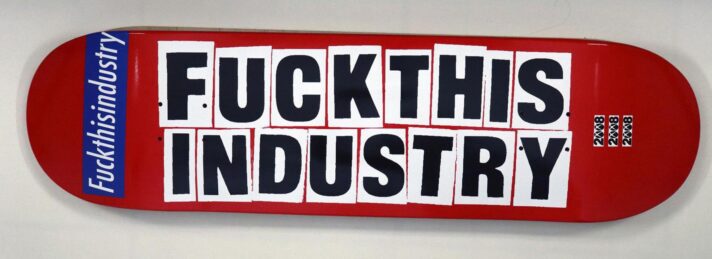 Fuckthisindustry
FUCKTHIS
INDUSTRY
2008 2008 2008